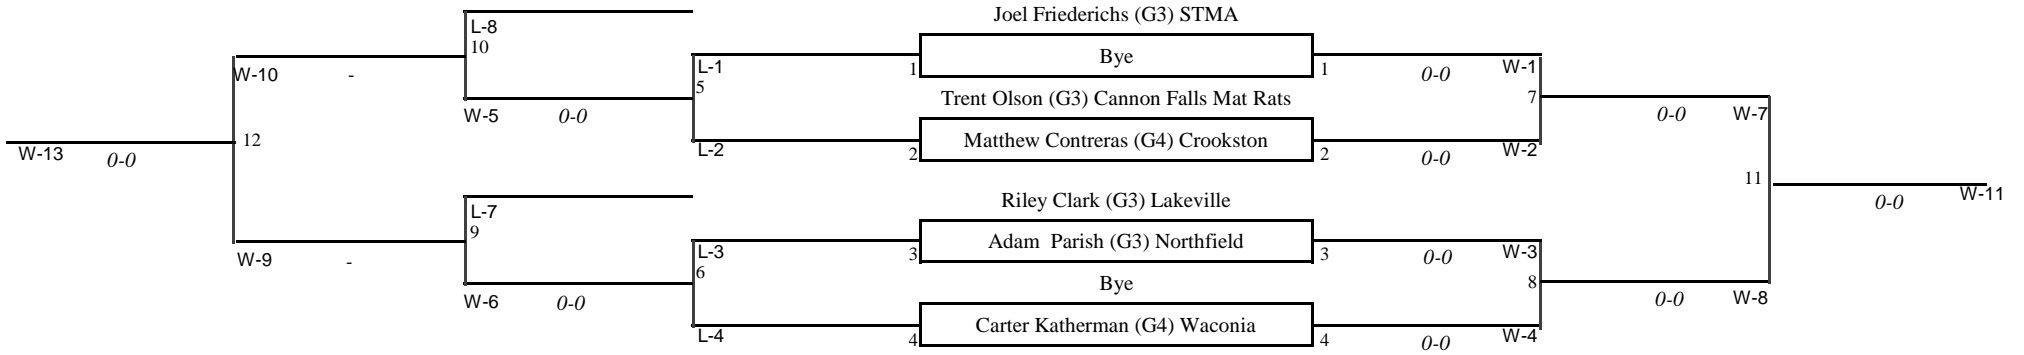 Joel Friederichs (G3) STMA
L-8
10
Bye
W-10
-
L-1
1
1
0-0
W-1
5
7
Trent Olson (G3) Cannon Falls Mat Rats
W-5
0-0
0-0
W-7
12
Matthew Contreras (G4) Crookston
W-13
0-0
L-2
2
2
0-0
W-2
11
Riley Clark (G3) Lakeville
W-11
0-0
L-7
9
Adam Parish (G3) Northfield
W-9
-
L-3
3
3
0-0
W-3
6
8
Bye
W-6
0-0
0-0
W-8
Carter Katherman (G4) Waconia
L-4
4
4
0-0
W-4